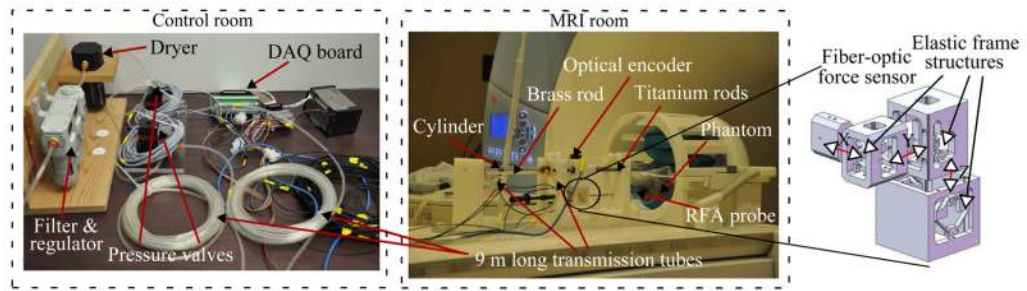 Control room
MRI room
Dryer
DAQ board
Optical encoder
Fiber-optic
force sensor
Elastic frame
structures
Brass rod
Titanium rods
Cylinder
Phantom
Filter &
regulator
Pressure valves
RFA probe
9 m long transmission tubes